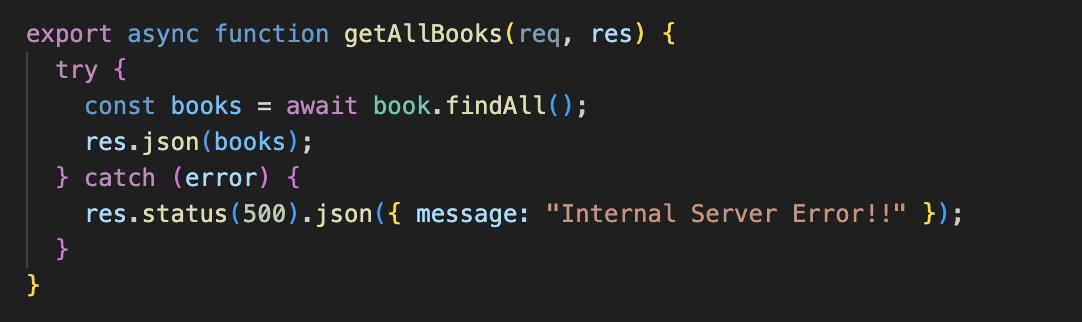 export async function getAllBooks(req, res) {
  try {
    const books = await book.findAll();
    res.json(books);
  } catch (error) {
    res.status(500).json({ message: "Internal Server Error!!" });
  }
}